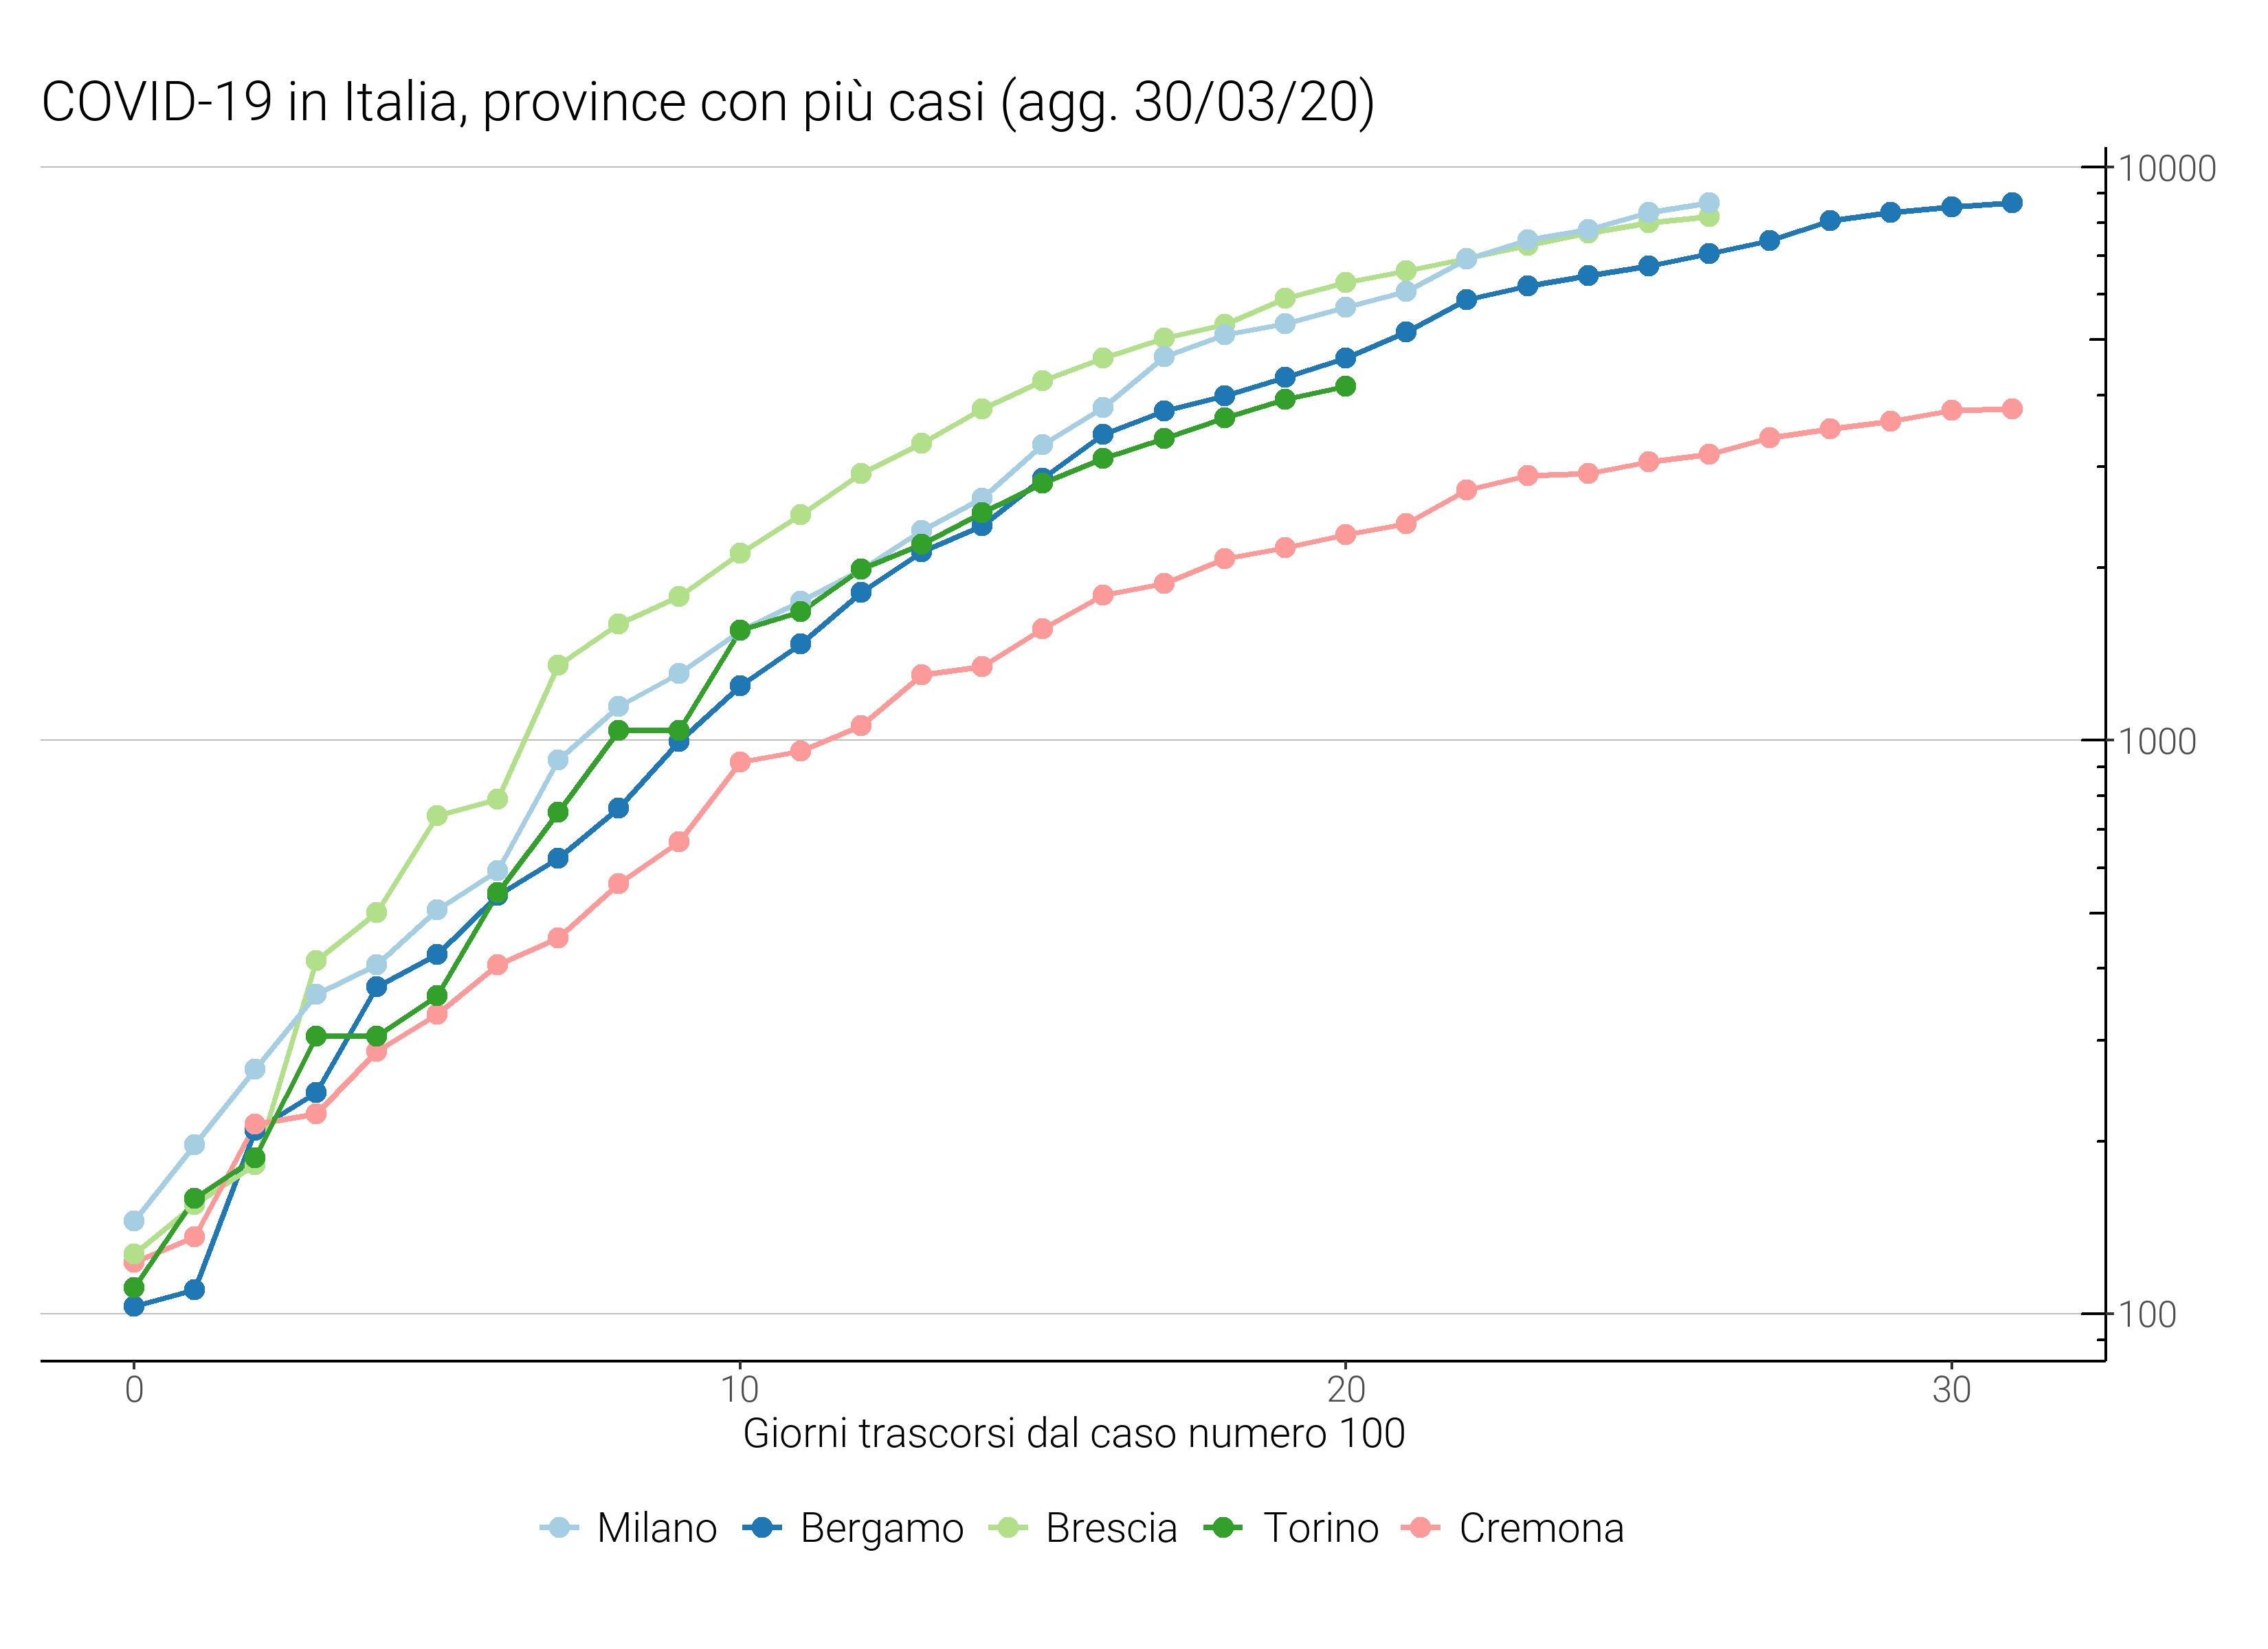 COVID-19 in Italia, province con più casi (agg. 30/03/20)
10000
1000
100
0 10 20 30
Giorni trascorsi dal caso numero 100
Milano Bergamo Brescia Torino Cremona